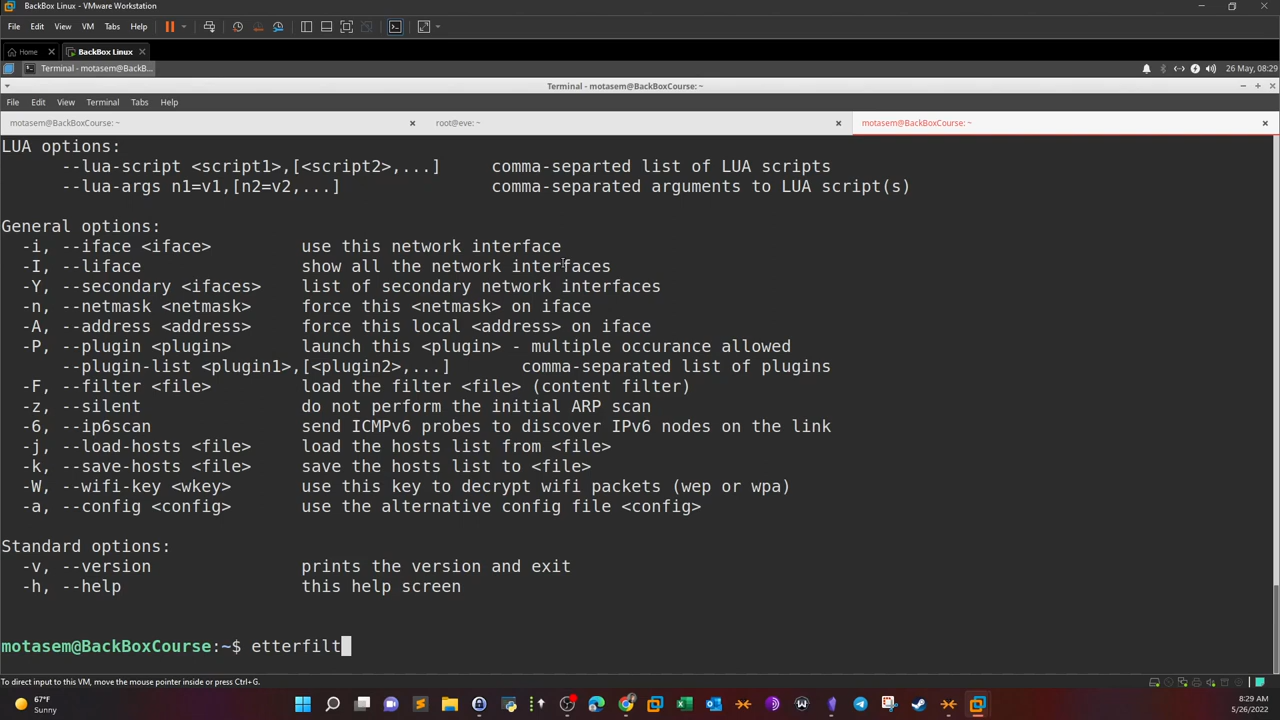 BackBox Linux - VMware Workstation
File Edit View VM Tabs Help
Home BackBox Linux
Terminal - motasem@BackB... 26 May, 08:29
Terminal - motasem@BackBoxCourse: ~
File Edit View Terminal Tabs Help
motasem@BackBoxCourse: ~ root@eve: ~ motasem@BackBoxCourse: ~
LUA options:
--lua-script <script1>,[<script2>,...] comma-separted list of LUA scripts
--lua-args n1=v1,[n2=v2,...] comma-separated arguments to LUA script(s)
General options:
-i, --iface <iface> use this network interface
-I, --liface show all the network interfaces
-Y, --secondary <ifaces> list of secondary network interfaces
-n, --netmask <netmask> force this <netmask> on iface
-A, --address <address> force this local <address> on iface
-P, --plugin <plugin> launch this <plugin> - multiple occurance allowed
--plugin-list <plugin1>,[<plugin2>,...] comma-separated list of plugins
-F, --filter <file> load the filter <file> (content filter)
-z, --silent do not perform the initial ARP scan
-6, --ip6scan send ICMPv6 probes to discover IPv6 nodes on the link
-j, --load-hosts <file> load the hosts list from <file>
-k, --save-hosts <file> save the hosts list to <file>
-W, --wifi-key <wkey> use this key to decrypt wifi packets (wep or wpa)
-a, --config <config> use the alternative config file <config>
Standard options:
-v, --version prints the version and exit
-h, --help this help screen
motasem@BackBoxCourse:~$ etterfilt
To direct input to this VM, move the mouse pointer inside or press Ctrl+G.
67°F
Sunny
8:29 AM
5/26/2022